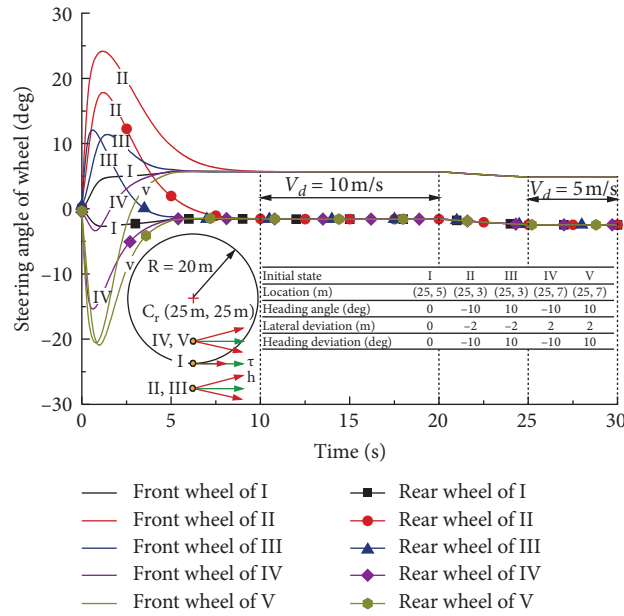 30
20
10
0
−10
−20
−30
Steering angle of wheel (deg)
II
II
III
III
I
IV
I
v
v
IV
V_d = 10 m/s
V_d = 5 m/s
R = 20 m
C_r (25 m, 25 m)
IV, V
I
τ
h
II, III
Initial state I II III IV V
Location (m) (25, 5) (25, 3) (25, 3) (25, 7) (25, 7)
Heading angle (deg) 0 −10 10 −10 10
Lateral deviation (m) 0 −2 −2 2 2
Heading deviation (deg) 0 −10 10 −10 10
0 5 10 15 20 25 30
Time (s)
Front wheel of I
Front wheel of II
Front wheel of III
Front wheel of IV
Front wheel of V
Rear wheel of I
Rear wheel of II
Rear wheel of III
Rear wheel of IV
Rear wheel of V